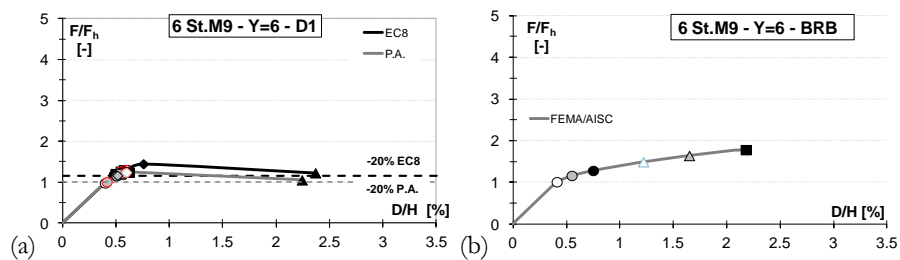 6 St.M9 - Y=6 - D1
F/Fh
[-]
EC8
P.A.
5
4
3
2
1
0
-20% EC8
-20% P.A.
D/H [%]
0 0.5 1 1.5 2 2.5 3 3.5
(a)
6 St.M9 - Y=6 - BRB
F/Fh
[-]
FEMA/AISC
5
4
3
2
1
0
D/H [%]
0 0.5 1 1.5 2 2.5 3 3.5
(b)